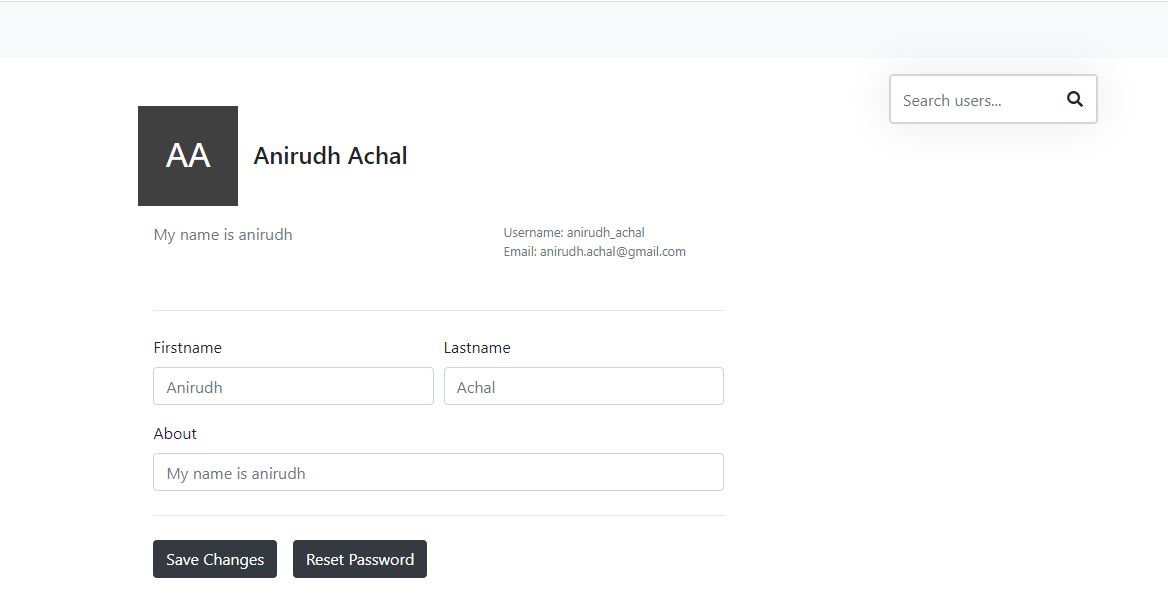 Search users...
AA
Anirudh Achal
My name is anirudh
Username: anirudh_achal
Email: anirudh.achal@gmail.com
Firstname
Lastname
Anirudh
Achal
About
My name is anirudh
Save Changes
Reset Password